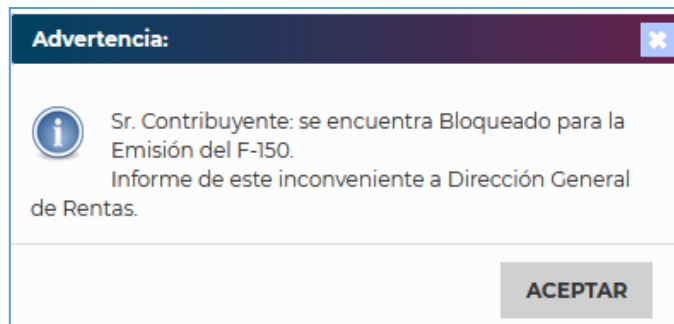 Advertencia:
Sr. Contribuyente: se encuentra Bloqueado para la
Emisión del F-150.
Informe de este inconveniente a Dirección General
de Rentas.
ACEPTAR